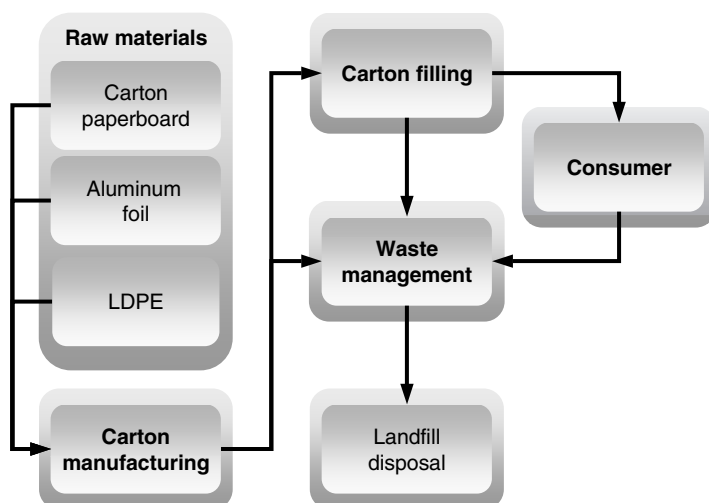 Raw materials
Carton
paperboard
Aluminum
foil
LDPE
Carton
manufacturing
Carton filling
Consumer
Waste
management
Landfill
disposal